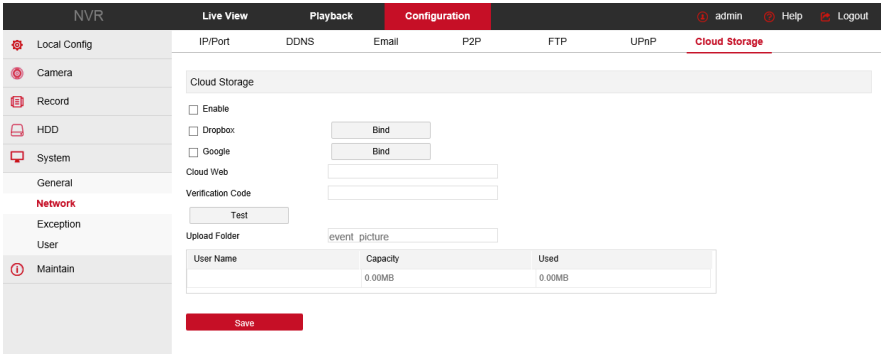 NVR Live View Playback Configuration admin Help Logout
Local Config IP/Port DDNS Email P2P FTP UPnP Cloud Storage
Camera
Cloud Storage
Record
Enable
HDD Dropbox Bind
System Google Bind
Cloud Web
General
Verification Code
Network
Test
Exception
Upload Folder event_picture
User
User Name Capacity Used
Maintain
0.00MB 0.00MB
Save